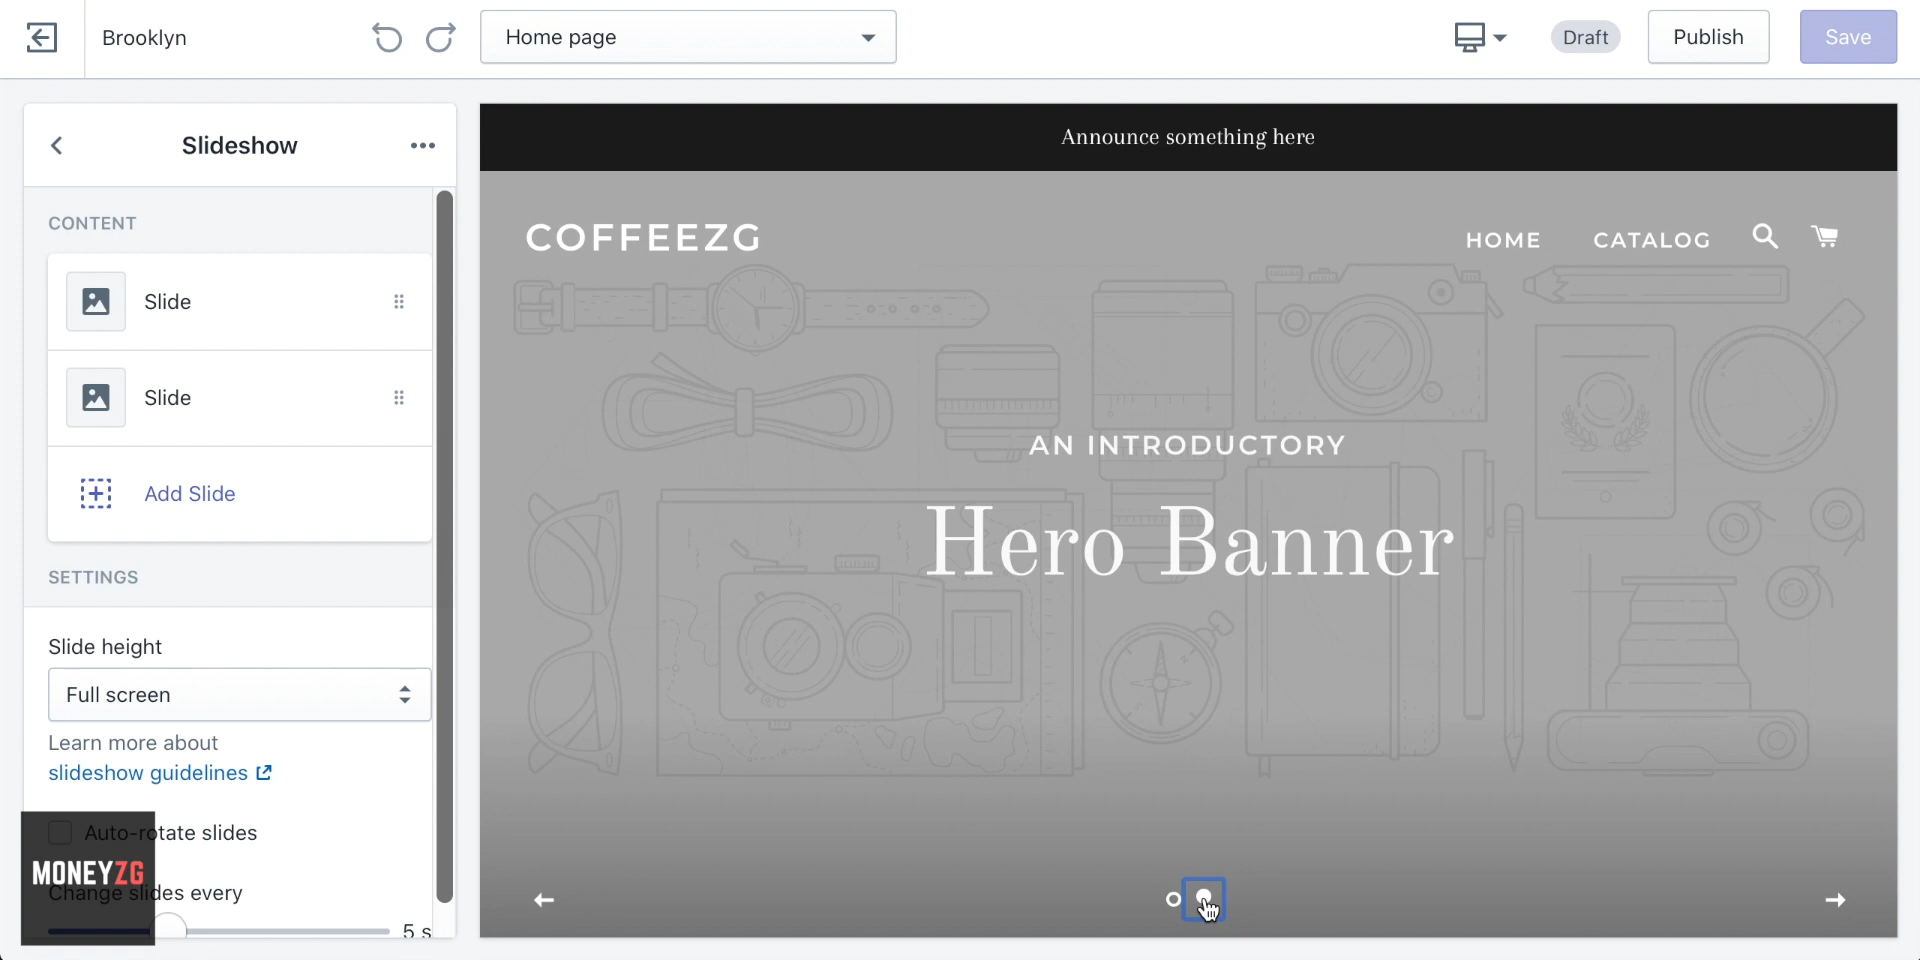 Brooklyn
Home page
Draft
Publish
Save
Slideshow
CONTENT
Slide
Slide
Add Slide
SETTINGS
Slide height
Full screen
Learn more about
slideshow guidelines
Auto-rotate slides
MONEYZG
Change slides every
5 s
Announce something here
COFFEEZG
HOME
CATALOG
AN INTRODUCTORY
Hero Banner